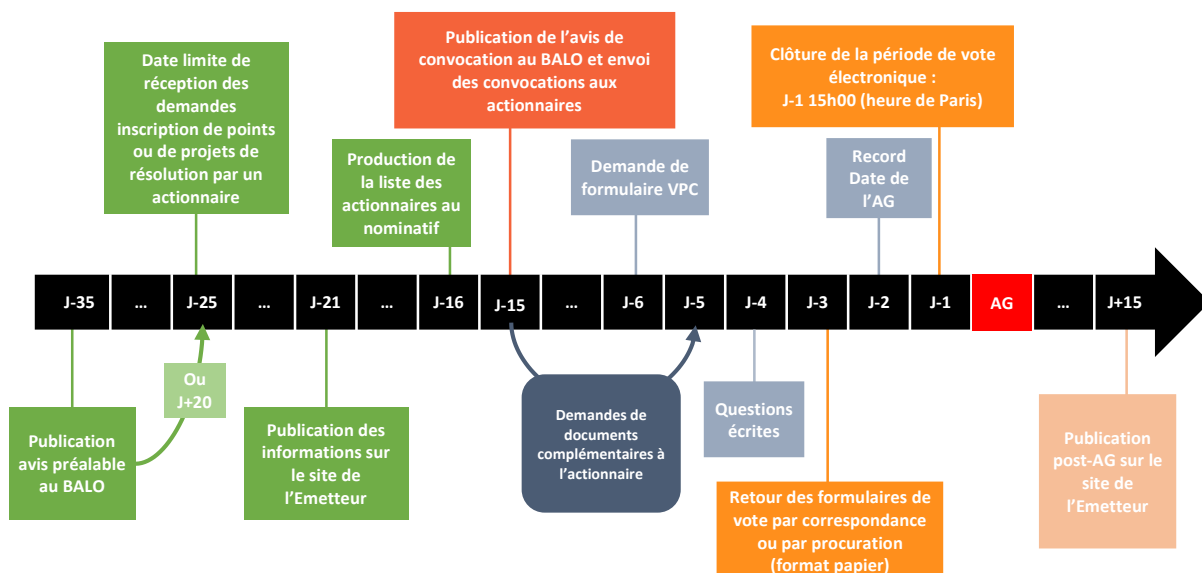 Date limite de
réception des
demandes
inscription de points
ou de projets de
résolution par un
actionnaire
Production de
la liste des
actionnaires au
nominatif
Publication de l’avis de
convocation au BALO et envoi
des convocations aux
actionnaires
Demande de
formulaire VPC
Record
Date de
l’AG
Clôture de la période de vote
électronique :
J-1 15h00 (heure de Paris)
J-35 ... J-25 ... J-21 ... J-16 J-15 ... J-6 J-5 J-4 J-3 J-2 J-1 AG ... J+15
Ou
J+20
Publication
avis préalable
au BALO
Publication des
informations sur
le site de
l’Emetteur
Demandes de
documents
complémentaires à
l’actionnaire
Questions
écrites
Retour des formulaires de
vote par correspondance
ou par procuration
(format papier)
Publication
post-AG sur le
site de
l’Emetteur